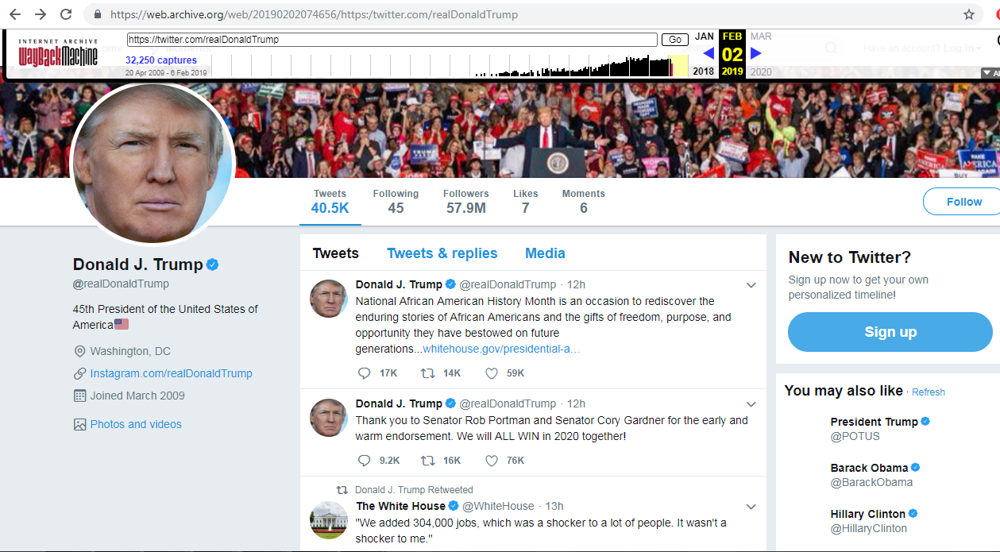 https://web.archive.org/web/20190202074656/https:/twitter.com/realDonaldTrump
INTERNET ARCHIVE
WayBackMachine
https://twitter.com/realDonaldTrump
Go
JAN FEB MAR
32,250 captures
02
20 Apr 2009 - 6 Feb 2019
2018 2019 2020
Have an account? Log in
Tweets Following Followers Likes Moments
40.5K 45 57.9M 7 6
Follow
Donald J. Trump
@realDonaldTrump
45th President of the United States of
America
Washington, DC
Instagram.com/realDonaldTrump
Joined March 2009
Photos and videos
Tweets Tweets & replies Media
Donald J. Trump @realDonaldTrump · 12h
National African American History Month is an occasion to rediscover the
enduring stories of African Americans and the gifts of freedom, purpose, and
opportunity they have bestowed on future
generations...whitehouse.gov/presidential-a…
17K 14K 59K
Donald J. Trump @realDonaldTrump · 12h
Thank you to Senator Rob Portman and Senator Cory Gardner for the early and
warm endorsement. We will ALL WIN in 2020 together!
9.2K 16K 76K
Donald J. Trump Retweeted
The White House @WhiteHouse · 13h
"We added 304,000 jobs, which was a shocker to a lot of people. It wasn't a
shocker to me."
New to Twitter?
Sign up now to get your own
personalized timeline!
Sign up
You may also like · Refresh
President Trump
@POTUS
Barack Obama
@BarackObama
Hillary Clinton
@HillaryClinton